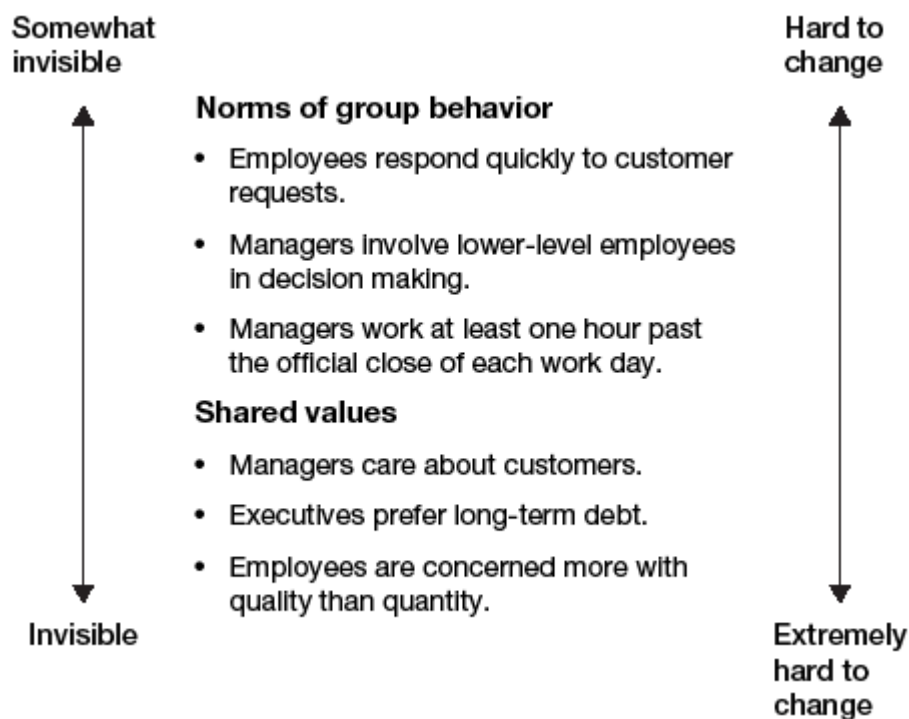 Somewhat
invisible
Hard to
change
Norms of group behavior
• Employees respond quickly to customer
requests.
• Managers involve lower-level employees
in decision making.
• Managers work at least one hour past
the official close of each work day.
Shared values
• Managers care about customers.
• Executives prefer long-term debt.
• Employees are concerned more with
quality than quantity.
Invisible
Extremely
hard to
change